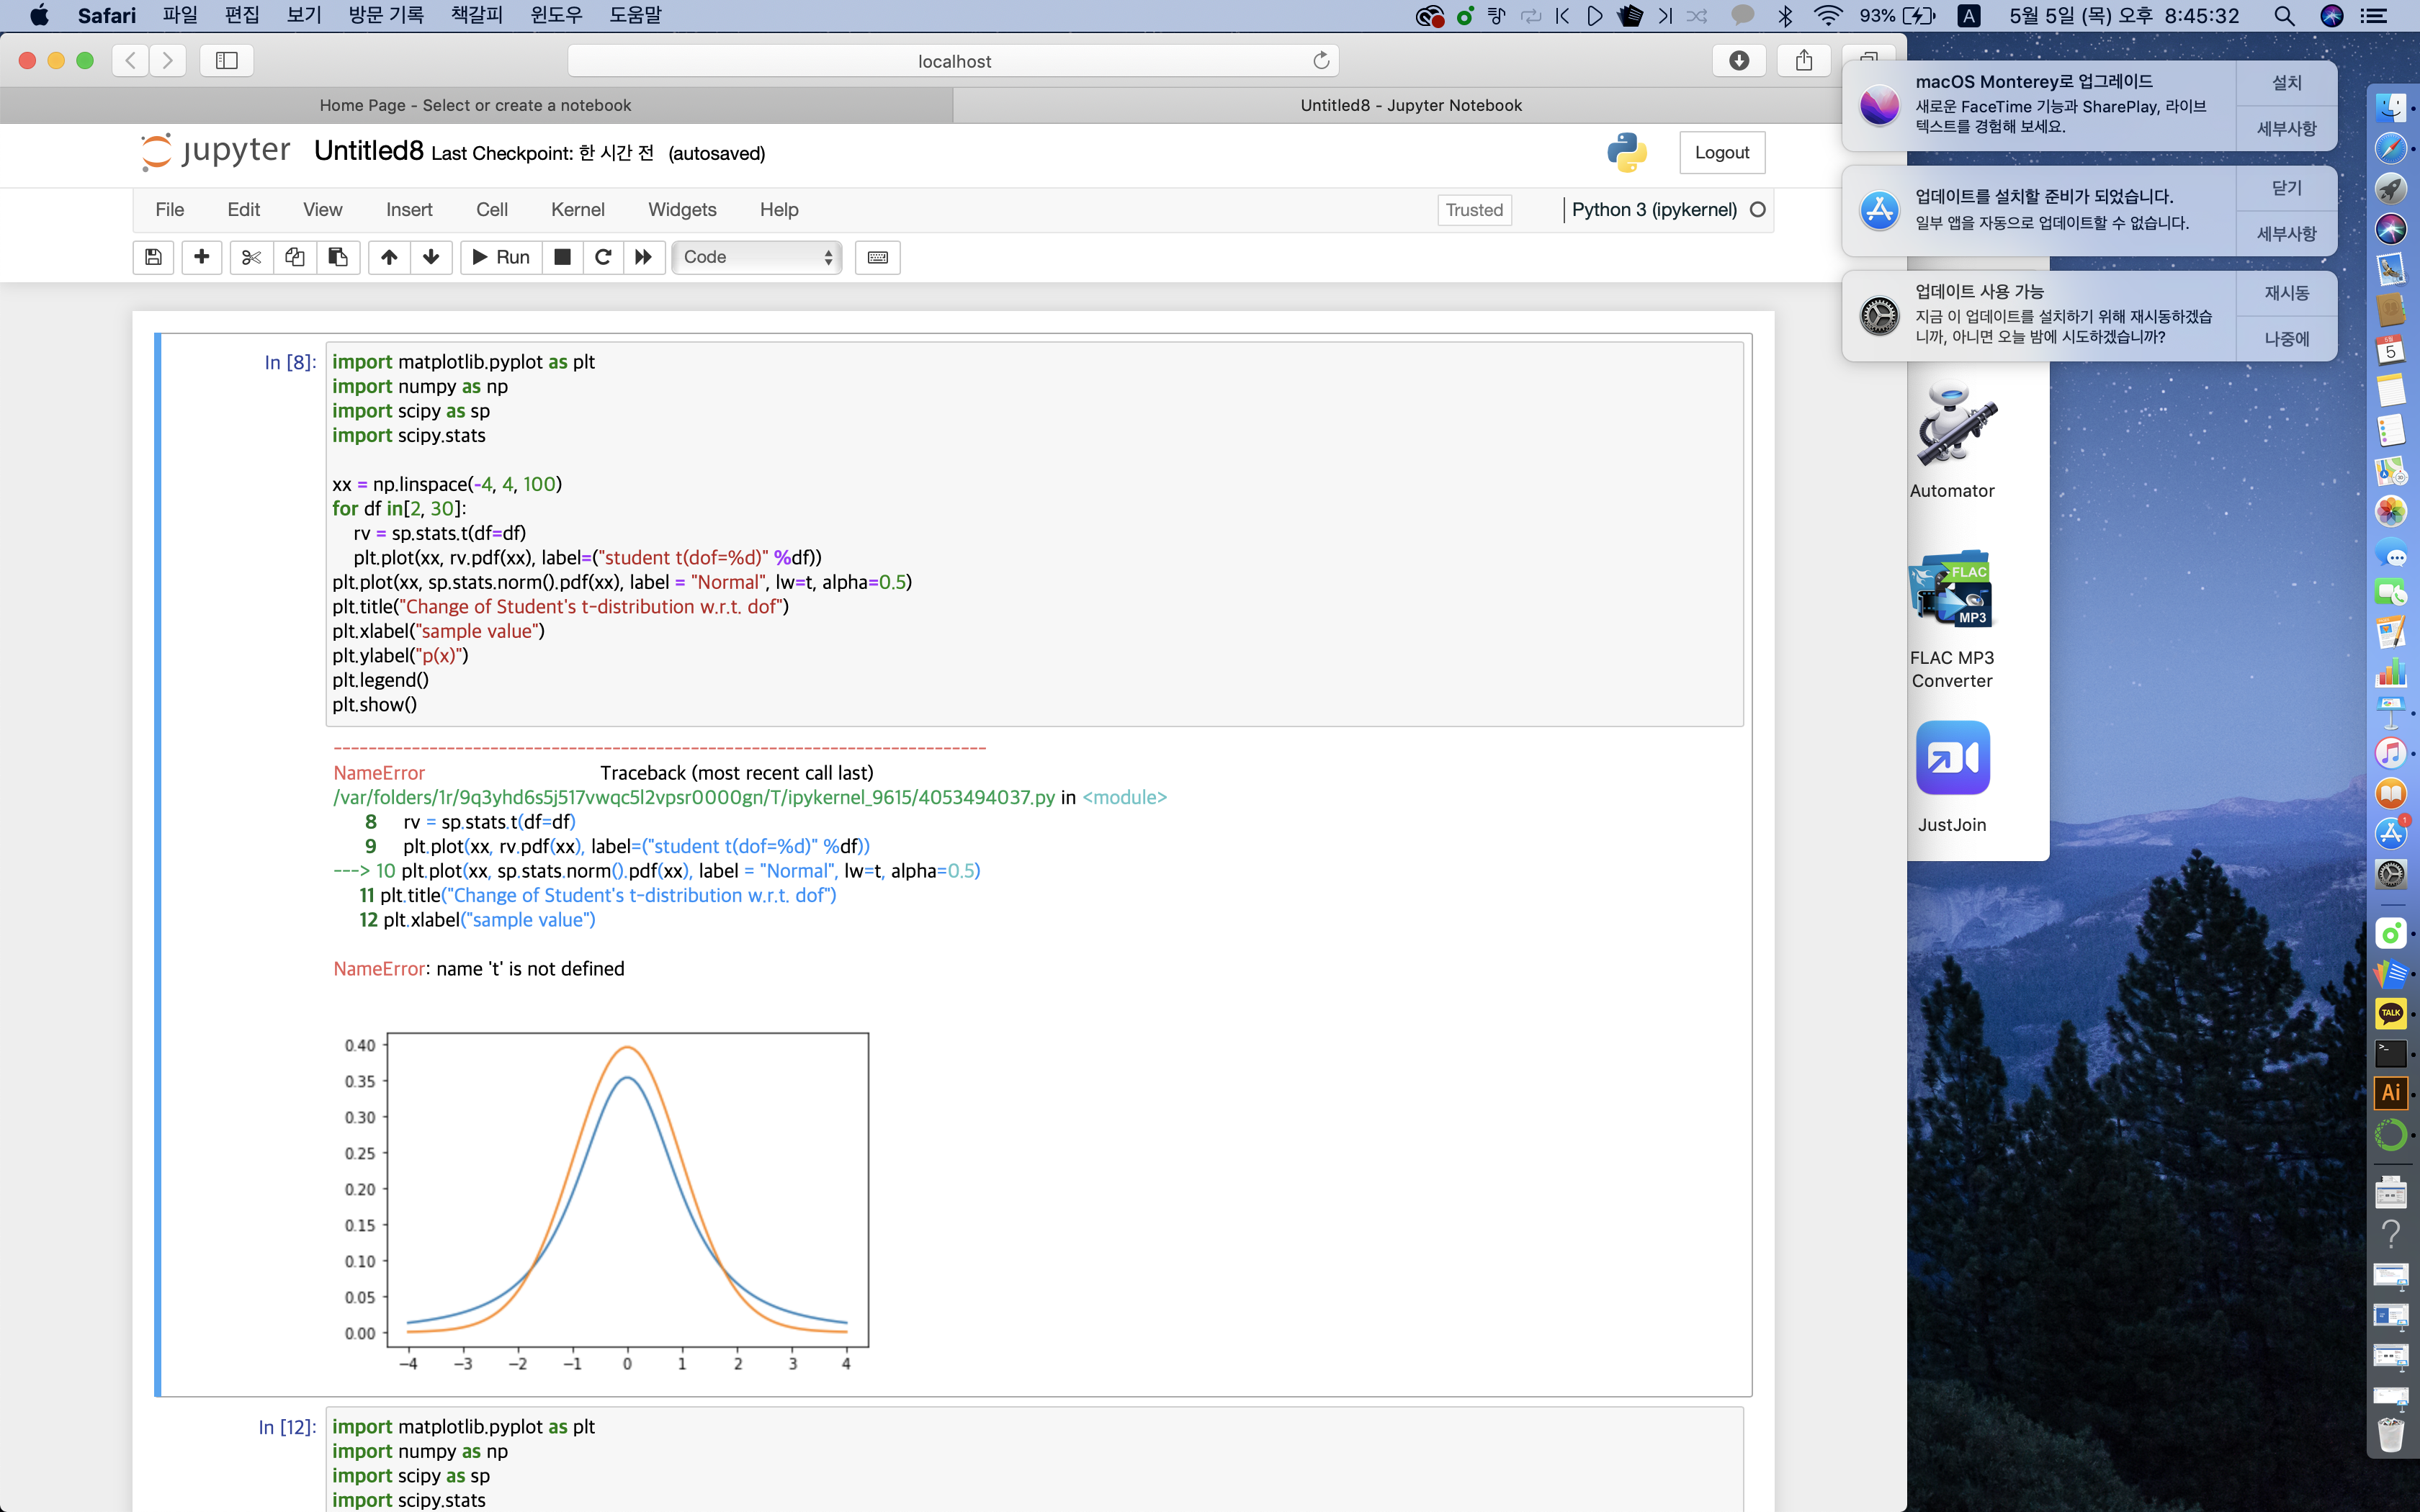 Safari 파일 편집 보기 방문 기록 책갈피 윈도우 도움말 93% A 5월 5일 (목) 오후 8:45:32
localhost
Home Page - Select or create a notebook
Untitled8 - Jupyter Notebook
jupyter Untitled8 Last Checkpoint: 한 시간 전 (autosaved)
Logout
File Edit View Insert Cell Kernel Widgets Help
Trusted Python 3 (ipykernel)
Run Code
In [8]:
import matplotlib.pyplot as plt
import numpy as np
import scipy as sp
import scipy.stats
xx = np.linspace(-4, 4, 100)
for df in[2, 30]:
    rv = sp.stats.t(df=df)
    plt.plot(xx, rv.pdf(xx), label=("student t(dof=%d)" %df))
plt.plot(xx, sp.stats.norm().pdf(xx), label = "Normal", lw=t, alpha=0.5)
plt.title("Change of Student's t-distribution w.r.t. dof")
plt.xlabel("sample value")
plt.ylabel("p(x)")
plt.legend()
plt.show()
---------------------------------------------------------------------------
NameError Traceback (most recent call last)
/var/folders/1r/9q3yhd6s5j517vwqc5l2vpsr0000gn/T/ipykernel_9615/4053494037.py in <module>
8     rv = sp.stats.t(df=df)
9     plt.plot(xx, rv.pdf(xx), label=("student t(dof=%d)" %df))
---> 10 plt.plot(xx, sp.stats.norm().pdf(xx), label = "Normal", lw=t, alpha=0.5)
11 plt.title("Change of Student's t-distribution w.r.t. dof")
12 plt.xlabel("sample value")
NameError: name 't' is not defined
0.40
0.35
0.30
0.25
0.20
0.15
0.10
0.05
0.00
−4 −3 −2 −1 0 1 2 3 4
In [12]:
import matplotlib.pyplot as plt
import numpy as np
import scipy as sp
import scipy.stats
macOS Monterey로 업그레이드
새로운 FaceTime 기능과 SharePlay, 라이브
텍스트를 경험해 보세요.
설치
세부사항
업데이트를 설치할 준비가 되었습니다.
일부 앱을 자동으로 업데이트할 수 없습니다.
닫기
세부사항
업데이트 사용 가능
지금 이 업데이트를 설치하기 위해 재시동하겠습
니까, 아니면 오늘 밤에 시도하겠습니까?
재시동
나중에
Automator
FLAC
MP3
FLAC MP3
Converter
JustJoin
5월
5
1
TALK
Ai